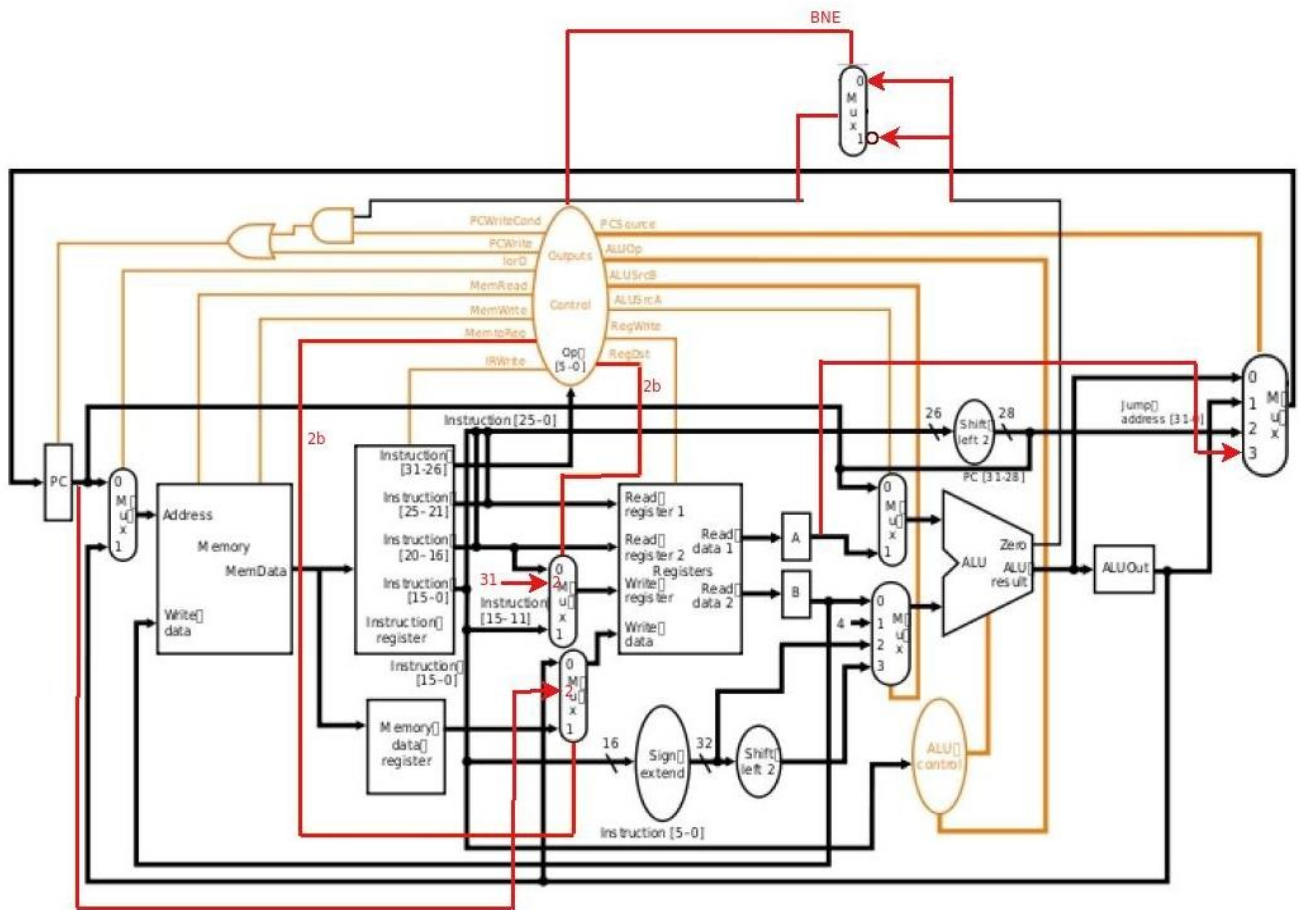 BNE
0
M
u
x
1
PCWriteCond
PCSource
PCWrite
Outputs
ALUOp
IorD
ALUSrcB
MemRead
ALUSrcA
MemWrite
Control
RegWrite
MemtoReg
RegDst
Op
[5-0]
IRWrite
2b
2b
Instruction [25-0]
26
28
Shift
left 2
Jump
address [31-0]
0
1
M
u
x
2
3
PC [31-28]
PC
0
M
u
x
1
Address
Memory
MemData
Write
data
Instruction
[31-26]
Instruction
[25-21]
Instruction
[20-16]
Instruction
[15-0]
Instruction
register
Instruction
[15-0]
31
Instruction
[15-11]
0
2
M
u
x
1
Read
register 1
Read
register 2
Registers
Write
register
Write
data
Read
data 1
Read
data 2
A
B
4
0
M
u
x
1
0
1
M
u
x
2
3
Zero
ALU
ALU
result
ALUOut
0
M
2
u
x
1
Memory
data
register
16
Sign
extend
32
Shift
left 2
ALU
control
Instruction [5-0]